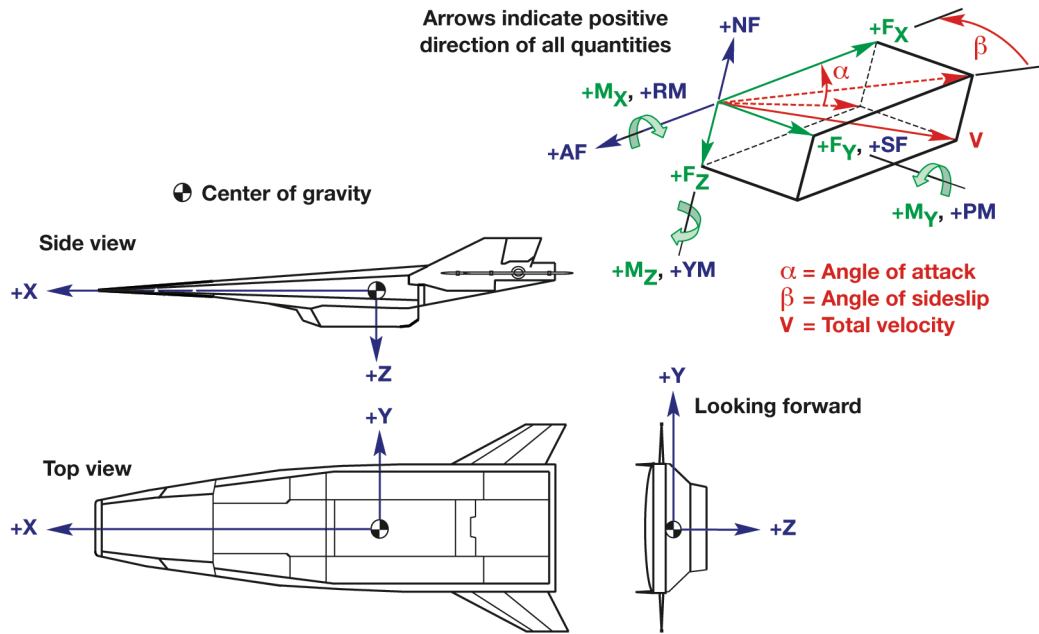 Arrows indicate positive
direction of all quantities
+NF
+FX
β
α
+MX, +RM
+AF
+FY, +SF
V
+FZ
+MY, +PM
+MZ, +YM
Center of gravity
Side view
+X
+Z
α = Angle of attack
β = Angle of sideslip
V = Total velocity
+Y
Top view
+X
+Y
Looking forward
+Z